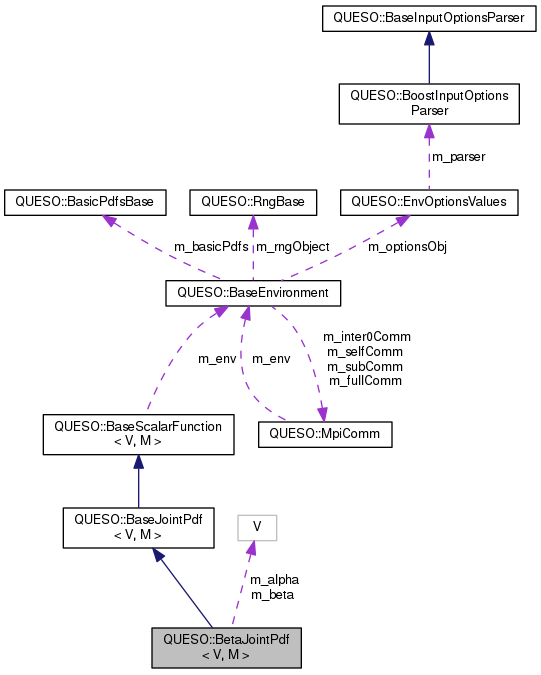 QUESO::BaseInputOptionsParser
QUESO::BoostInputOptions
Parser
m_parser
QUESO::BasicPdfsBase
QUESO::RngBase
QUESO::EnvOptionsValues
m_basicPdfs
m_rngObject
m_optionsObj
QUESO::BaseEnvironment
m_inter0Comm
m_selfComm
m_subComm
m_fullComm
m_env
m_env
QUESO::BaseScalarFunction
< V, M >
QUESO::MpiComm
QUESO::BaseJointPdf
< V, M >
V
m_alpha
m_beta
QUESO::BetaJointPdf
< V, M >